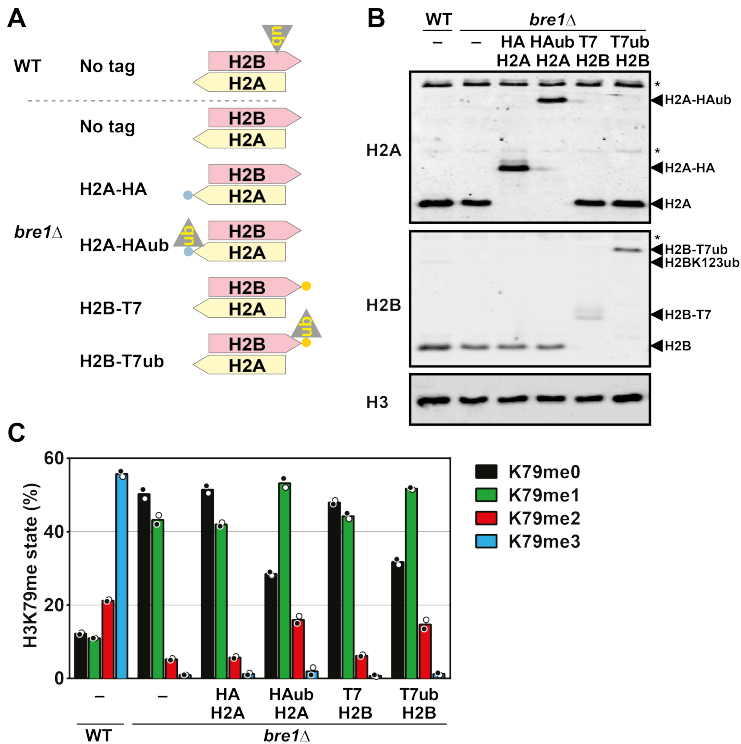 A
WT
No tag
ub
H2B
H2A
No tag
H2B
H2A
bre1Δ
H2A-HA
H2B
H2A
H2A-HAub
ub
H2B
H2A
H2B-T7
H2B
H2A
H2B-T7ub
ub
H2B
H2A
B
WT bre1Δ
– – HA HAub T7 T7ub
H2A H2A H2B H2B
H2A
*
H2A-HAub
*
H2A-HA
H2A
H2B
*
H2B-T7ub
H2BK123ub
H2B-T7
H2B
H3
C
H3K79me state (%)
60
40
20
0
K79me0
K79me1
K79me2
K79me3
– – HA HAub T7 T7ub
H2A H2A H2B H2B
WT bre1Δ